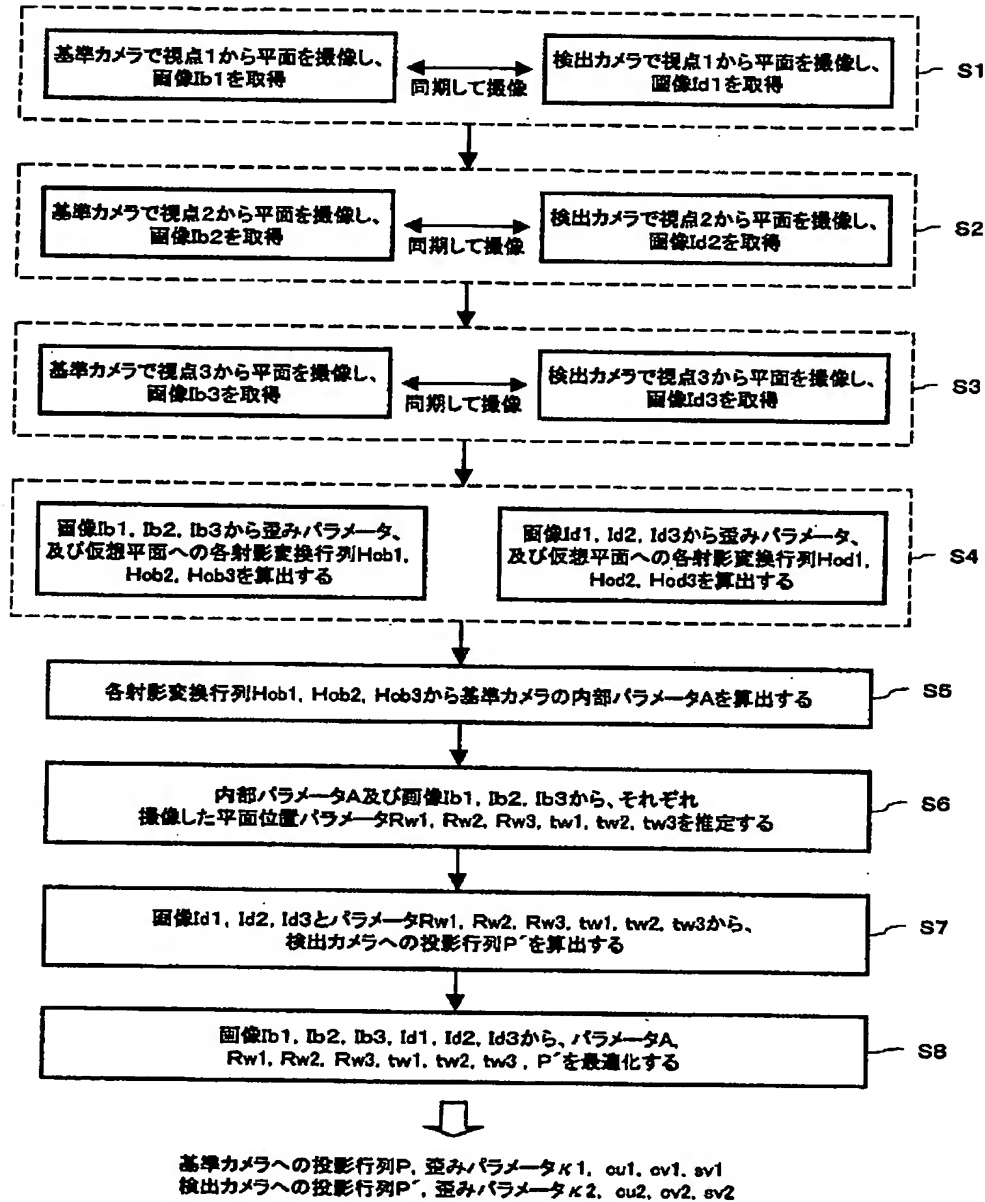 基準カメラで視点1から平面を撮像し、
画像Ib1を取得
同期して撮像
検出カメラで視点1から平面を撮像し、
画像Id1を取得
S1
基準カメラで視点2から平面を撮像し、
画像Ib2を取得
同期して撮像
検出カメラで視点2から平面を撮像し、
画像Id2を取得
S2
基準カメラで視点3から平面を撮像し、
画像Ib3を取得
同期して撮像
検出カメラで視点3から平面を撮像し、
画像Id3を取得
S3
画像Ib1, Ib2, Ib3から歪みパラメータ、
及び仮想平面への各射影変換行列Hob1,
Hob2, Hob3を算出する
画像Id1, Id2, Id3から歪みパラメータ、
及び仮想平面への各射影変換行列Hod1,
Hod2, Hod3を算出する
S4
各射影変換行列Hob1, Hob2, Hob3から基準カメラの内部パラメータAを算出する
S5
内部パラメータA及び画像Ib1, Ib2, Ib3から、それぞれ
撮像した平面位置パラメータRw1, Rw2, Rw3, tw1, tw2, tw3を推定する
S6
画像Id1, Id2, Id3とパラメータRw1, Rw2, Rw3, tw1, tw2, tw3から、
検出カメラへの投影行列P´を算出する
S7
画像Ib1, Ib2, Ib3, Id1, Id2, Id3から、パラメータA,
Rw1, Rw2, Rw3, tw1, tw2, tw3 , P´を最適化する
S8
基準カメラへの投影行列P, 歪みパラメータκ1, cu1, cv1, sv1
検出カメラへの投影行列P´, 歪みパラメータκ2, cu2, cv2, sv2